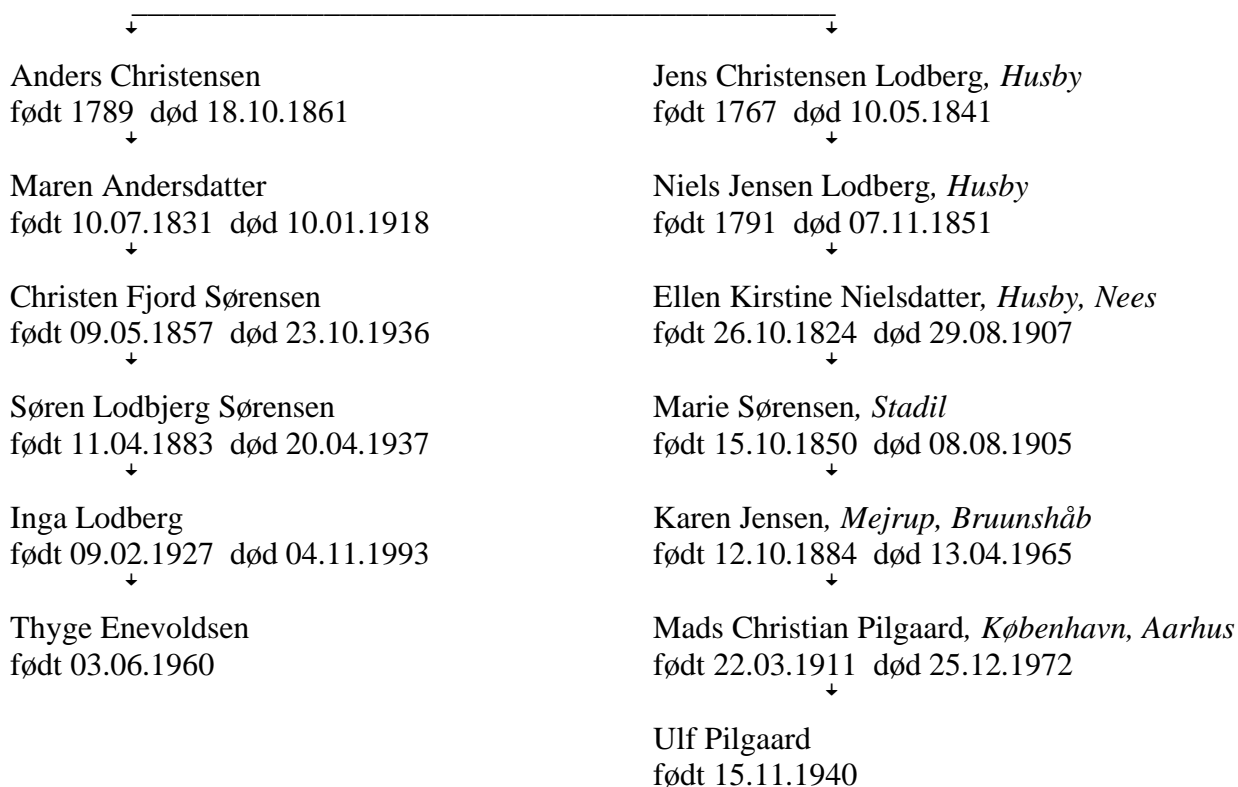 Anders Christensen
født 1789 død 18.10.1861
Maren Andersdatter
født 10.07.1831 død 10.01.1918
Christen Fjord Sørensen
født 09.05.1857 død 23.10.1936
Søren Lodbjerg Sørensen
født 11.04.1883 død 20.04.1937
Inga Lodberg
født 09.02.1927 død 04.11.1993
Thyge Enevoldsen
født 03.06.1960
Jens Christensen Lodberg, Husby
født 1767 død 10.05.1841
Niels Jensen Lodberg, Husby
født 1791 død 07.11.1851
Ellen Kirstine Nielsdatter, Husby, Nees
født 26.10.1824 død 29.08.1907
Marie Sørensen, Stadil
født 15.10.1850 død 08.08.1905
Karen Jensen, Mejrup, Bruunshåb
født 12.10.1884 død 13.04.1965
Mads Christian Pilgaard, København, Aarhus
født 22.03.1911 død 25.12.1972
Ulf Pilgaard
født 15.11.1940